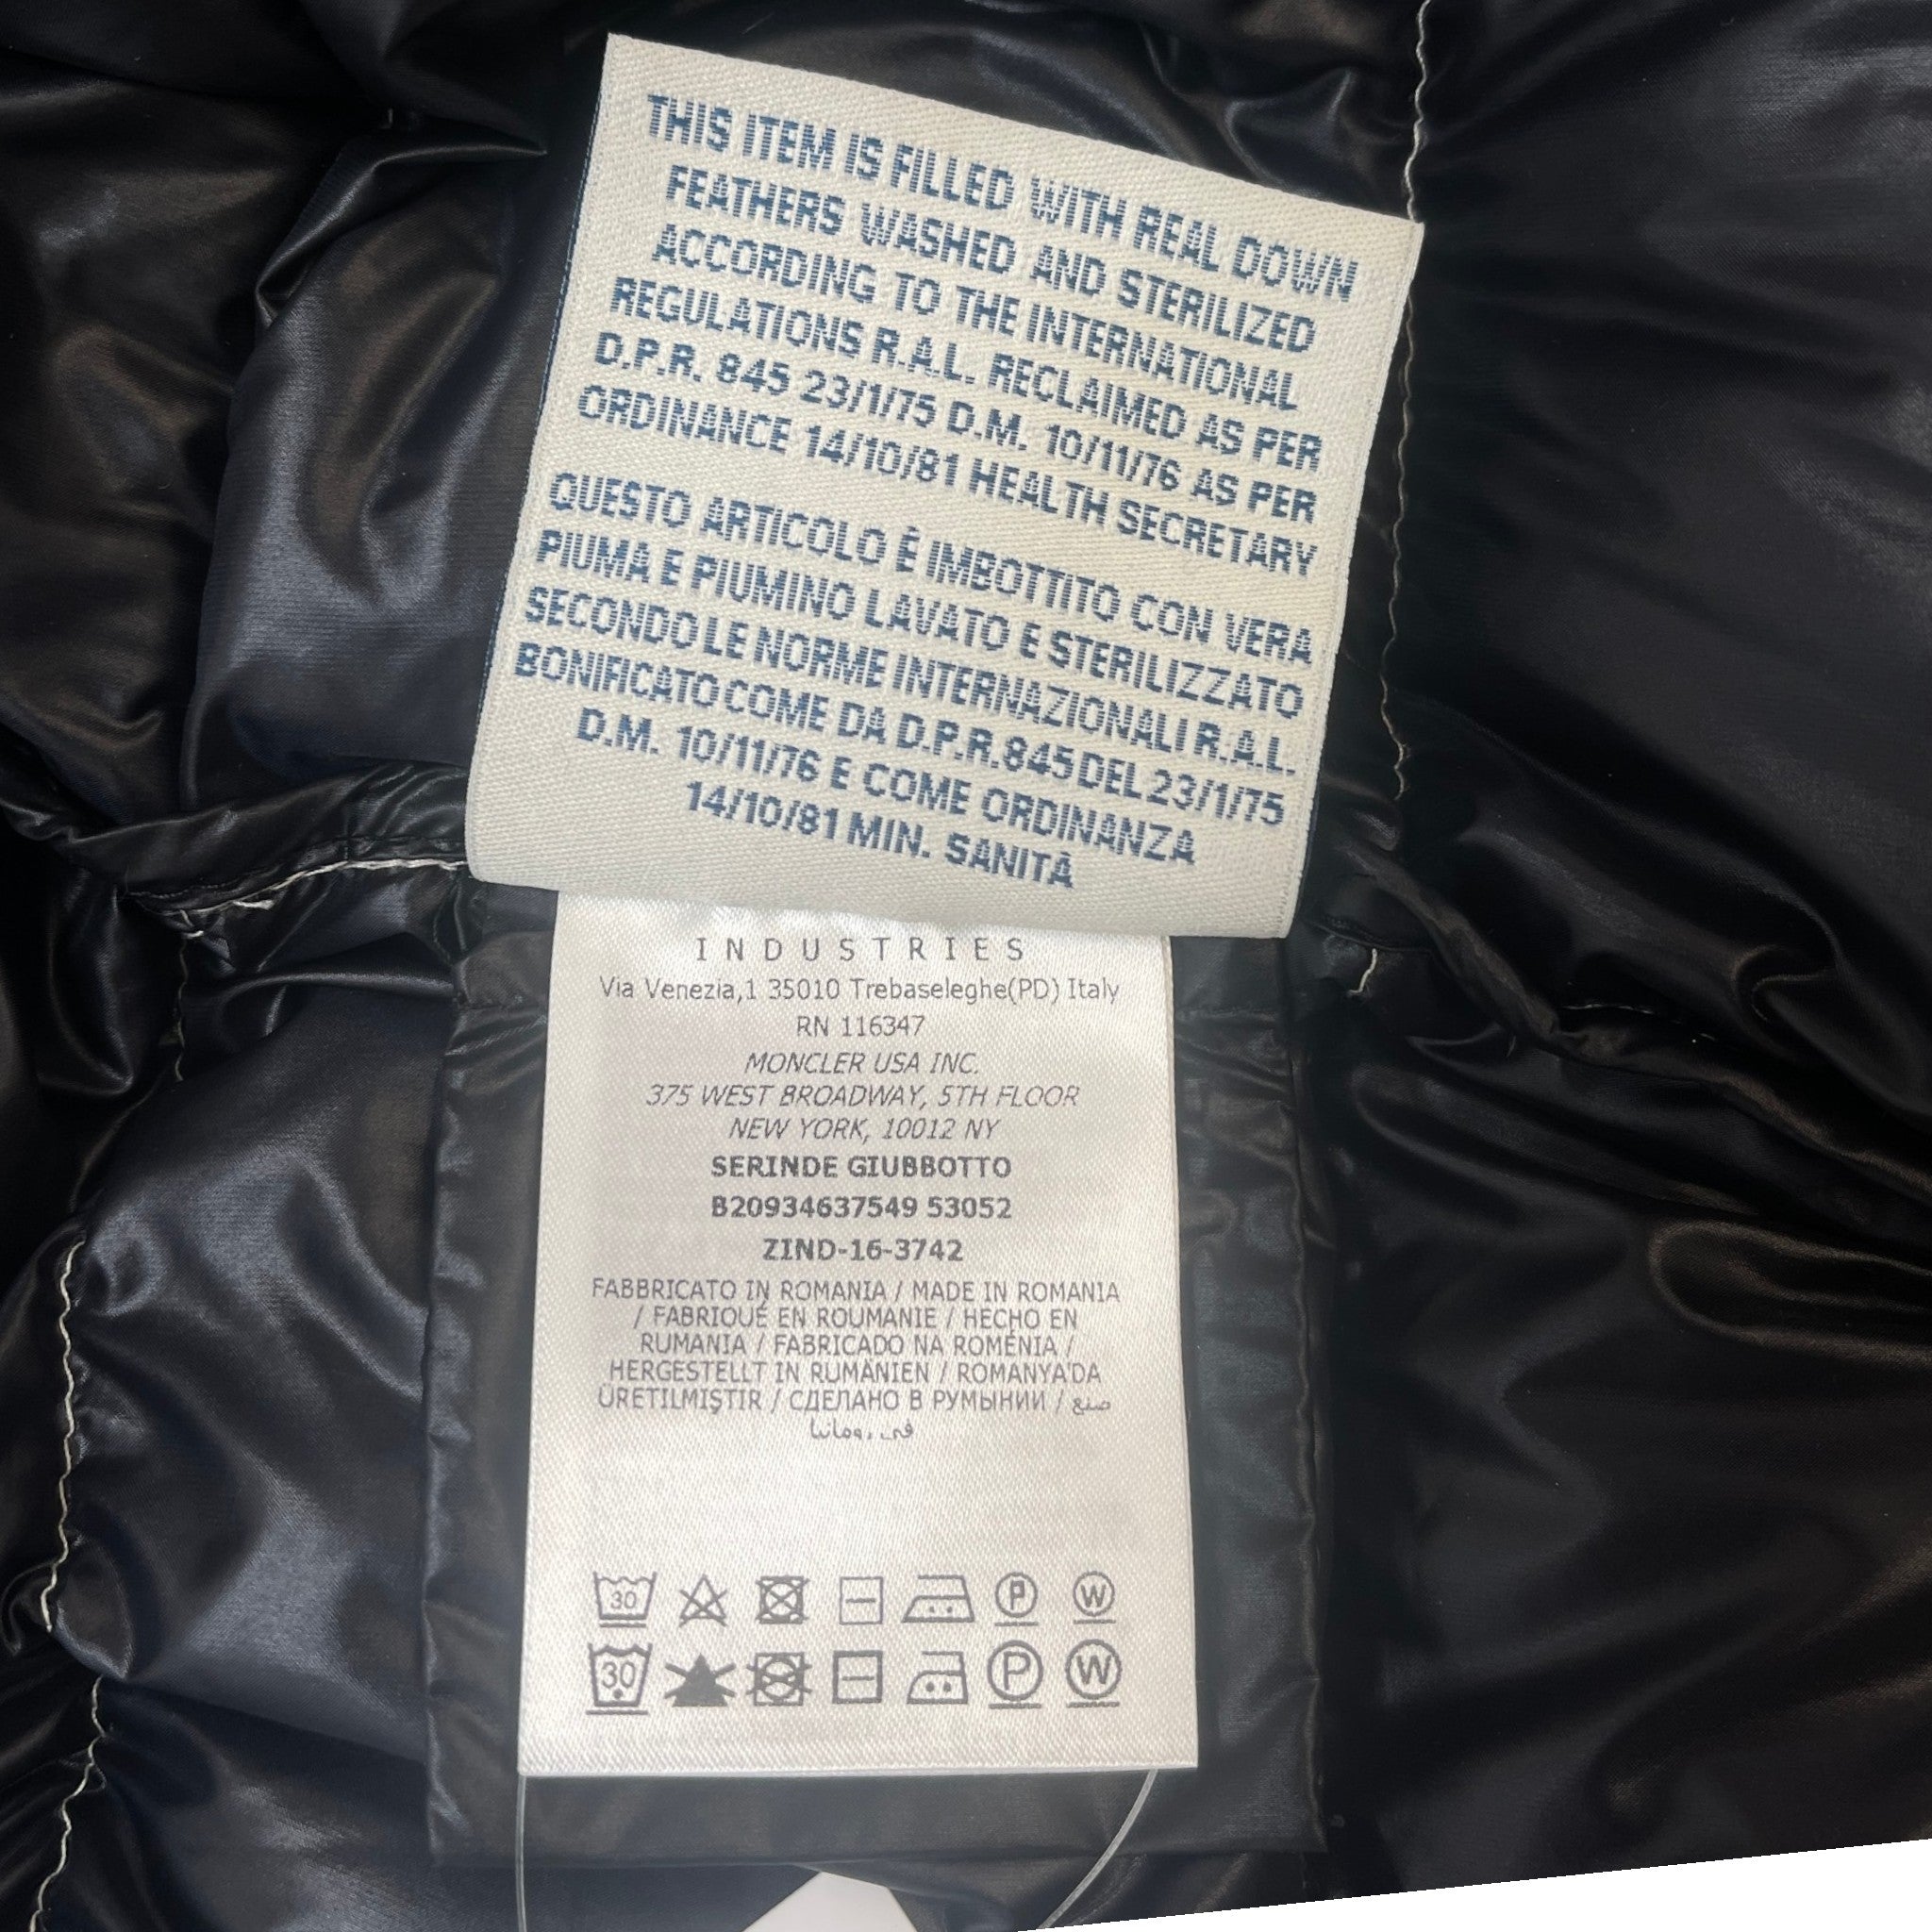 THIS ITEM IS FILLED WITH REAL DOWN
FEATHERS WASHED AND STERILIZED
ACCORDING TO THE INTERNATIONAL
REGULATIONS R.A.L. RECLAIMED AS PER
D.P.R. 845 23/1/75 D.M. 10/11/76 AS PER
ORDINANCE 14/10/81 HEALTH SECRETARY
QUESTO ARTICOLO É IMBOTTITO CON VERA
PIUMA E PIUMINO LAVATO E STERILIZZATO
SECONDO LE NORME INTERNAZIONALI R.A.L.
BONIFICATO COME DA D.P.R. 845 DEL 23/1/75
D.M. 10/11/76 E COME ORDINANZA
14/10/81 MIN. SANITÀ
INDUSTRIES
Via Venezia,1 35010 Trebaseleghe(PD) Italy
RN 116347
MONCLER USA INC.
375 WEST BROADWAY, 5TH FLOOR
NEW YORK, 10012 NY
SERINDE GIUBBOTTO
B20934637549 53052
ZIND-16-3742
FABBRICATO IN ROMANIA / MADE IN ROMANIA
/ FABRIQUÉ EN ROUMANIE / HECHO EN
RUMANIA / FABRICADO NA ROMÉNIA /
HERGESTELLT IN RUMÄNIEN / ROMANYA'DA
ÜRETILMIŞTIR / СДЕЛАНО В РУМЫНИИ / صنع
في رومانيا
30 P W
30 P W